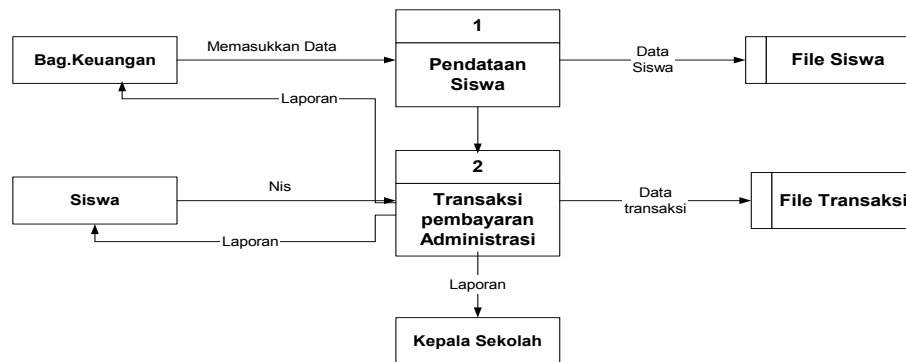 1
Bag.Keuangan
Memasukkan Data
Pendataan
Siswa
Data
Siswa
File Siswa
Laporan
2
Siswa
Nis
Transaksi
pembayaran
Administrasi
Data
transaksi
File Transaksi
Laporan
Laporan
Kepala Sekolah